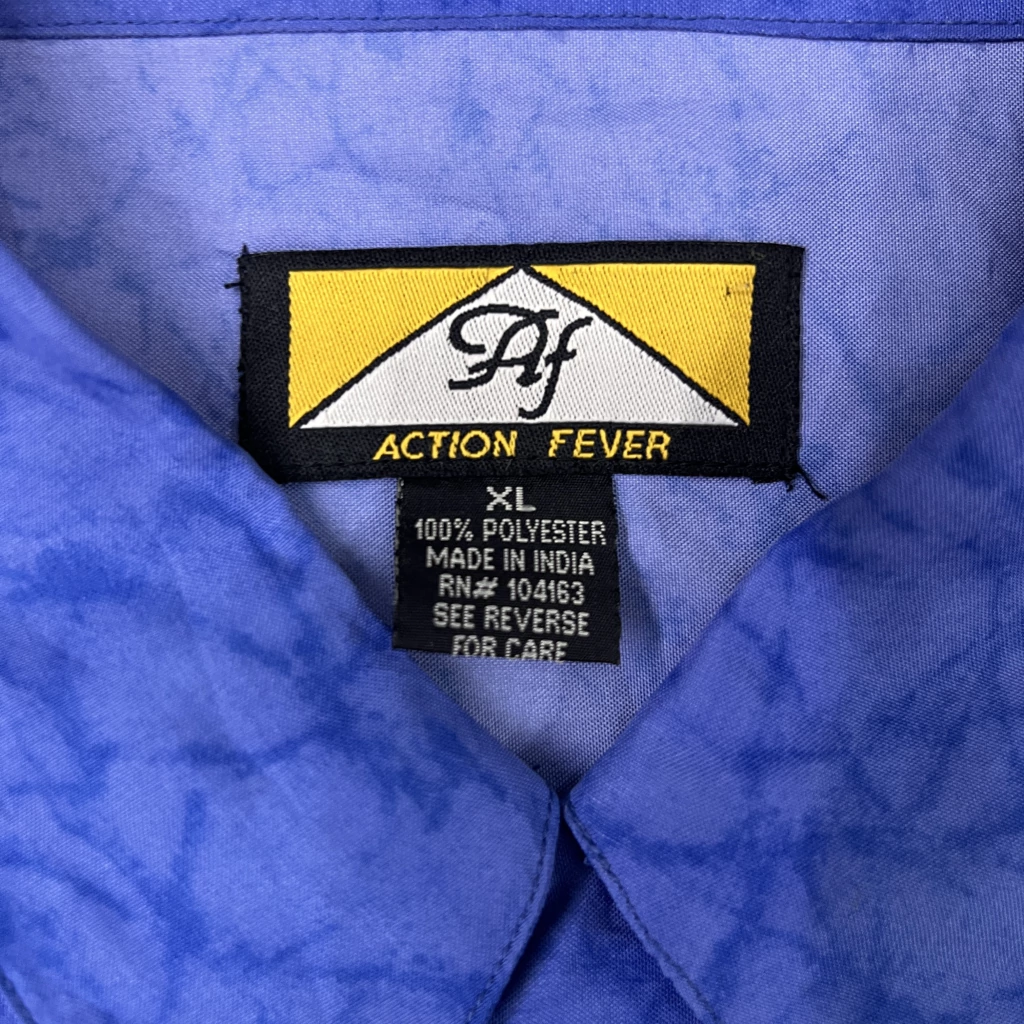 Af
ACTION FEVER
XL
100% POLYESTER
MADE IN INDIA
RN# 104163
SEE REVERSE
FOR CARE